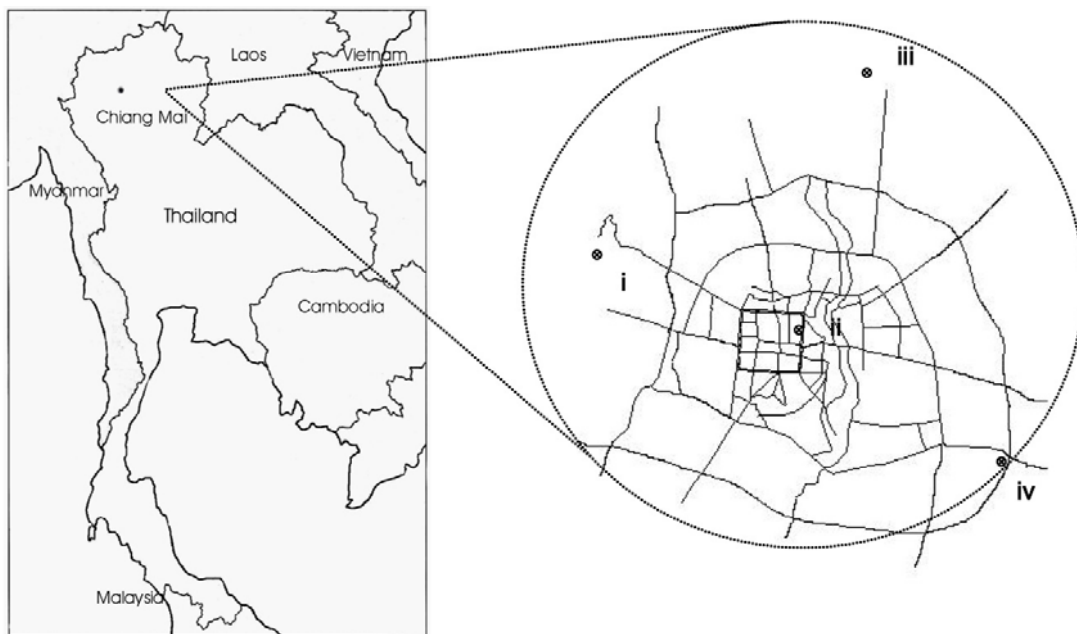 Laos
Vietnam
Chiang Mai
Myanmar
Thailand
Cambodia
Malaysia
iii
i
ii
iv